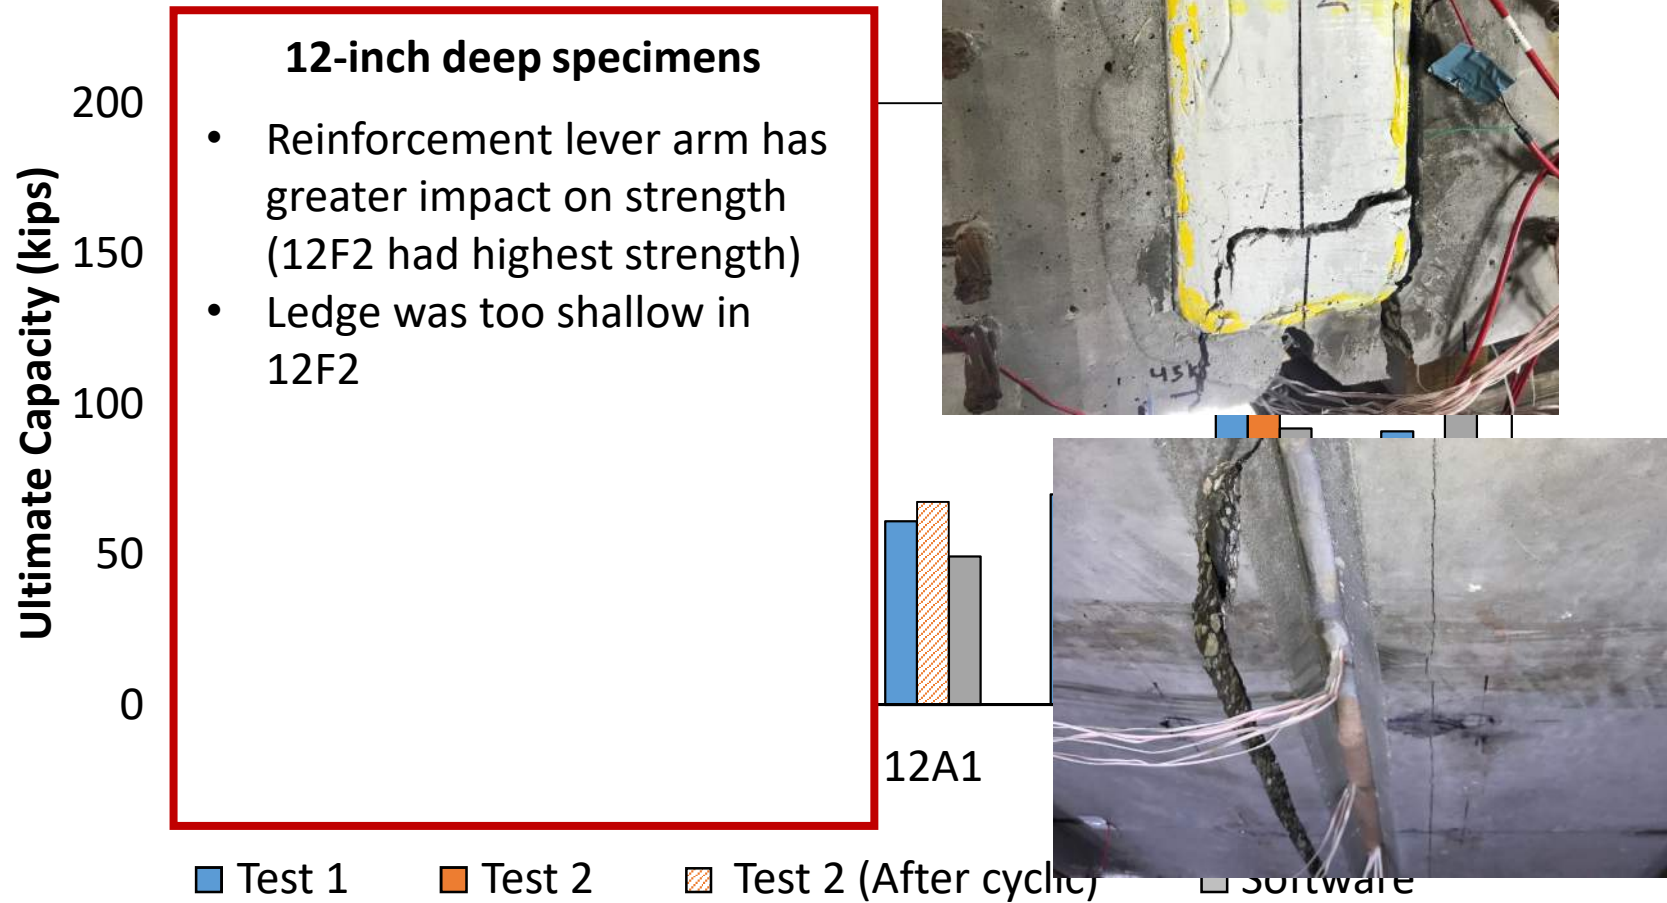 12-inch deep specimens
• Reinforcement lever arm has
greater impact on strength
(12F2 had highest strength)
• Ledge was too shallow in
12F2
Ultimate Capacity (kips)
200
150
100
50
0
12A1
45k
Test 1
Test 2
Test 2 (After cyclic)
Software